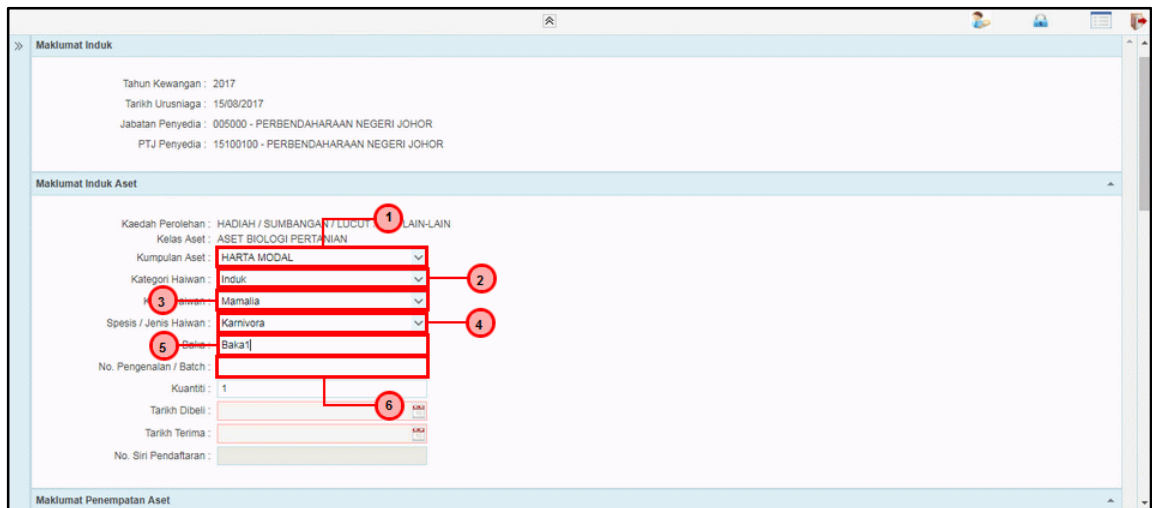 Maklumat Induk
Tahun Kewangan : 2017
Tarikh Urusniaga : 15/08/2017
Jabatan Penyedia : 005000 - PERBENDAHARAAN NEGERI JOHOR
PTJ Penyedia : 15100100 - PERBENDAHARAAN NEGERI JOHOR
Maklumat Induk Aset
Kaedah Perolehan : HADIAH / SUMBANGAN / LUCUT 1 LAIN-LAIN
Kelas Aset : ASET BIOLOGI PERTANIAN
Kumpulan Aset : HARTA MODAL
Kategori Haiwan : Induk 2
3 Haiwan : Mamalia
Spesis / Jenis Haiwan : Karnivora 4
5 Baka : Baka1
No. Pengenalan / Batch :
Kuantiti : 1
Tarikh Dibeli : 6
Tarikh Terima :
No. Siri Pendaftaran :
Maklumat Penempatan Aset